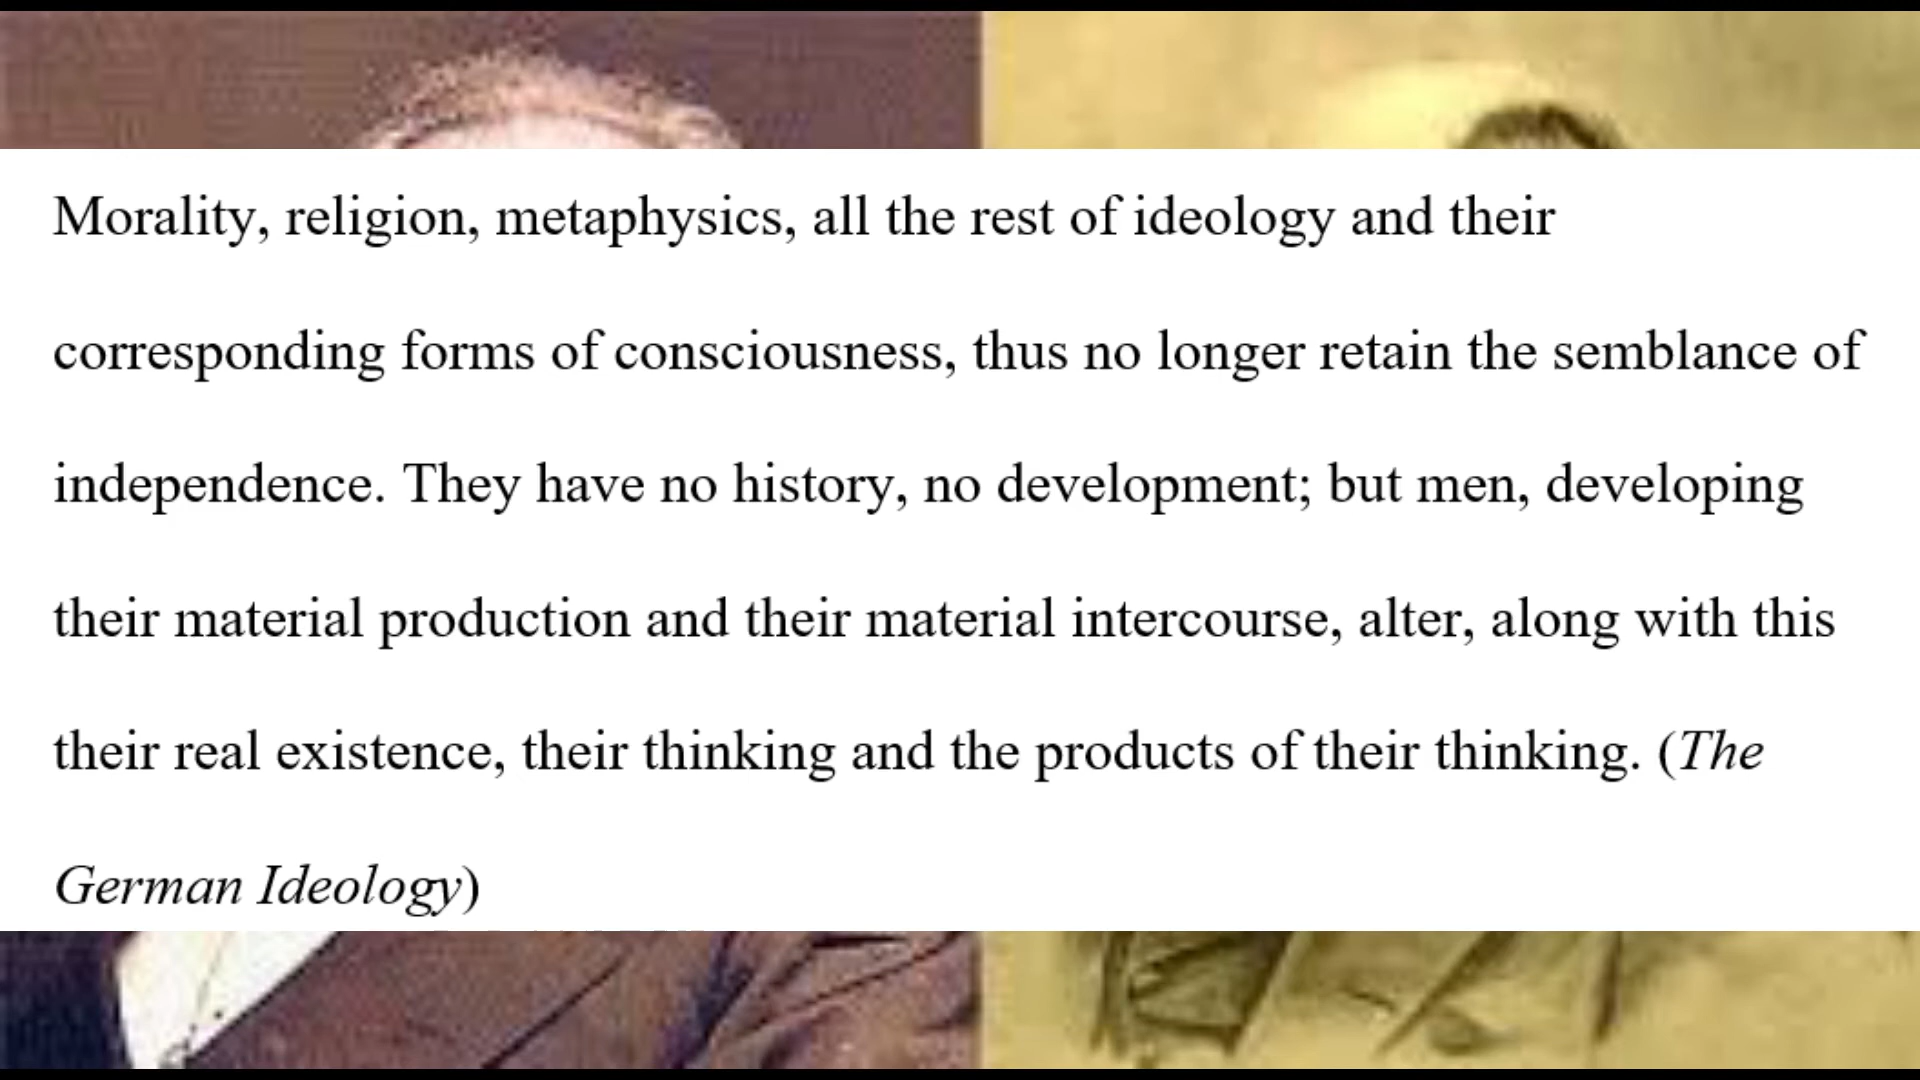 Morality, religion, metaphysics, all the rest of ideology and their
corresponding forms of consciousness, thus no longer retain the semblance of
independence. They have no history, no development; but men, developing
their material production and their material intercourse, alter, along with this
their real existence, their thinking and the products of their thinking. (The
German Ideology)